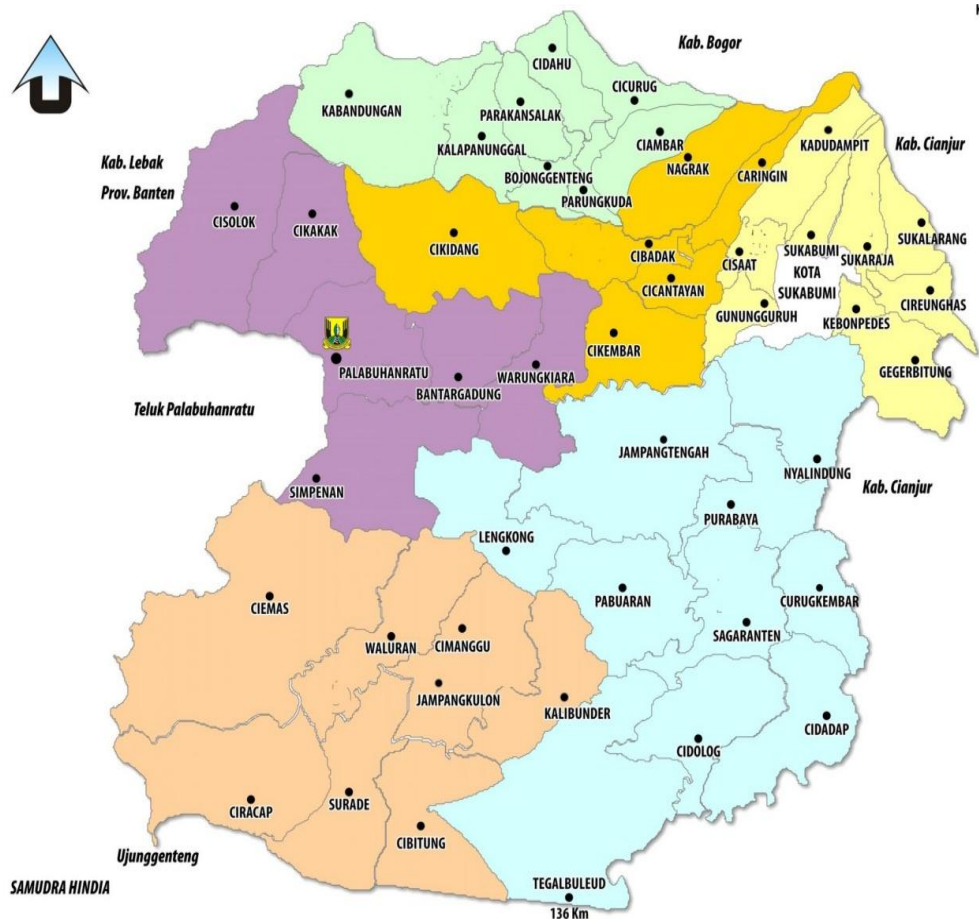 Kab. Bogor
CIDAHU
CICURUG
KABANDUNGAN
PARAKANSALAK
CIAMBAR
KADUDAMPIT
Kab. Cianjur
KALAPANUNGGAL
NAGRAK
CARINGIN
Kab. Lebak
Prov. Banten
BOJONGGENTENG
PARUNGKUDA
CISOLOK
CIKAKAK
CIKIDANG
CIBADAK
CISAAT
SUKABUMI
SUKARAJA
SUKALARANG
CICANTAYAN
KOTA
SUKABUMI
CIREUNGHAS
GUNUNGGURUH
KEBONPEDES
CIKEMBAR
PALABUHANRATU
WARUNGKIARA
GEGERBITUNG
BANTARGADUNG
Teluk Palabuhanratu
JAMPANGTENGAH
NYALINDUNG
Kab. Cianjur
SIMPENAN
PURABAYA
LENGKONG
CIEMAS
PABUARAN
CURUGKEMBAR
SAGARANTEN
WALURAN
CIMANGGU
JAMPANGKULON
KALIBUNDER
CIDADAP
CIDOLOG
CIRACAP
SURADE
CIBITUNG
Ujunggenteng
SAMUDRA HINDIA
TEGALBULEUD
136 Km
U